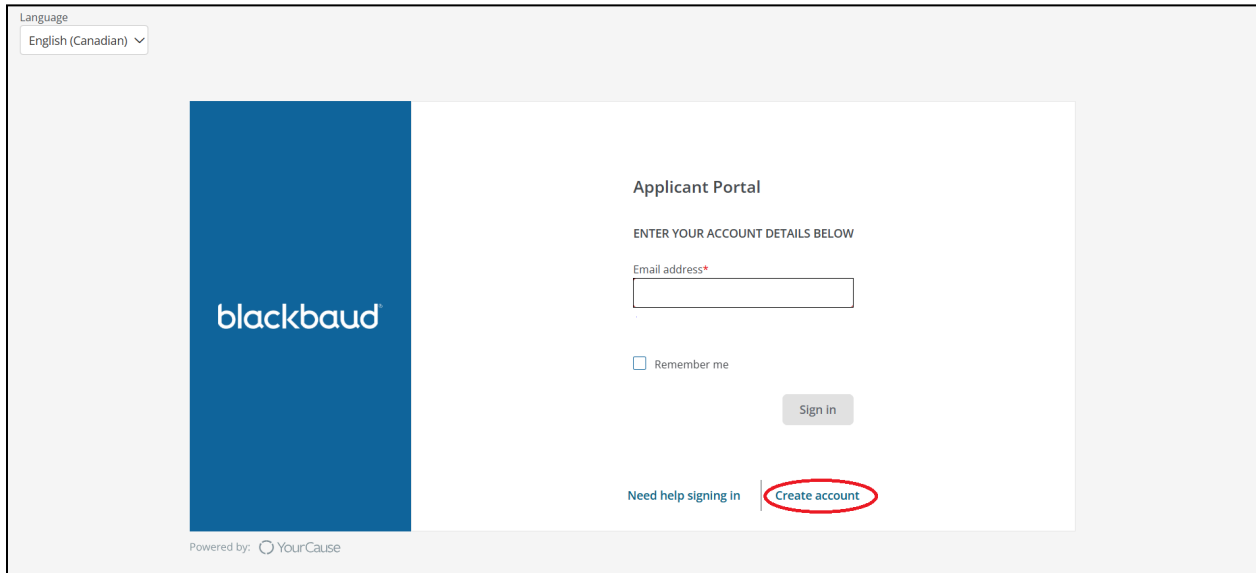 Language
English (Canadian)
blackbaud®
Applicant Portal
ENTER YOUR ACCOUNT DETAILS BELOW
Email address*
Remember me
Sign in
Need help signing in
Create account
Powered by: YourCause